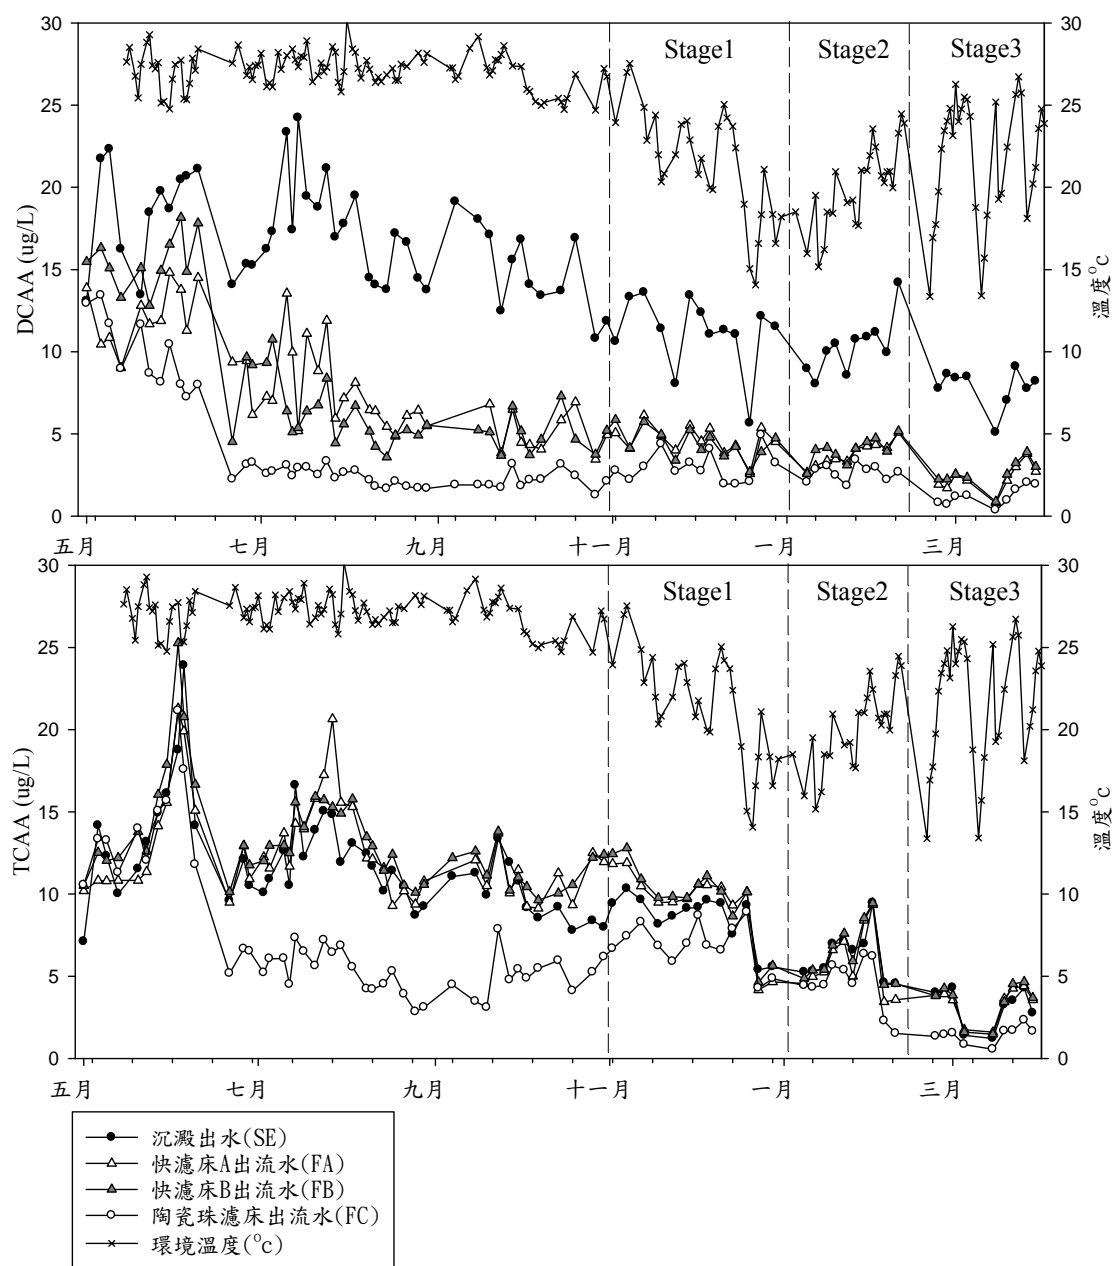 30
25
20
15
10
5
0
DCAA (ug/L)
Stage1
Stage2
Stage3
30
25
20
15
10
5
0
溫度°c
五月
七月
九月
十一月
一月
三月
30
25
20
15
10
5
0
TCAA (ug/L)
Stage1
Stage2
Stage3
30
25
20
15
10
5
0
溫度°c
五月
七月
九月
十一月
一月
三月
沉澱出水(SE)
快濾床A出流水(FA)
快濾床B出流水(FB)
陶瓷珠濾床出流水(FC)
環境溫度(°c)